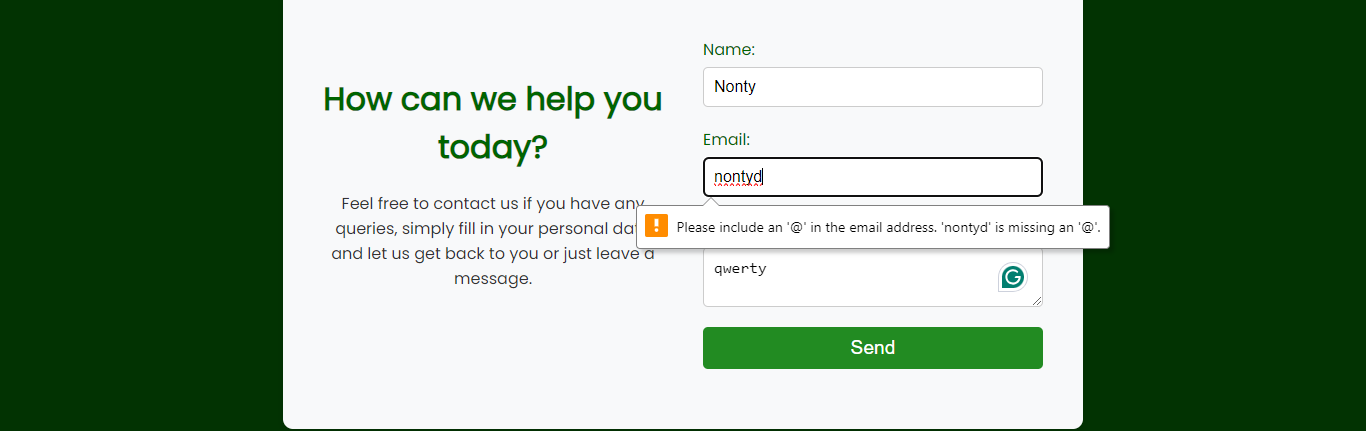 How can we help you
today?
Feel free to contact us if you have any
queries, simply fill in your personal
and let us get back to you or just leave a
message.
Name:
Nonty
Email:
nontyd
! Please include an '@' in the email address. 'nontyd' is missing an '@'.
qwerty
G
Send